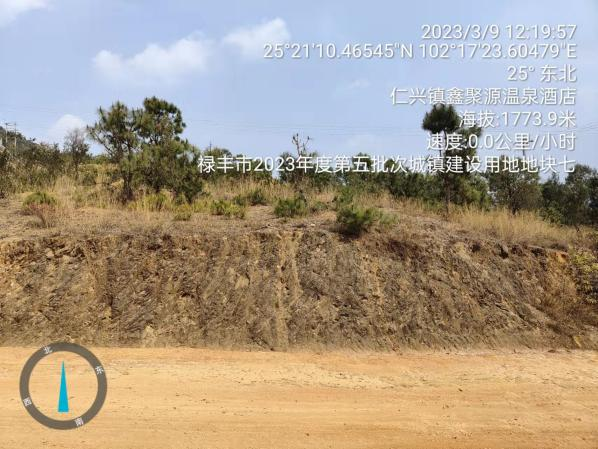 2023/3/9 12:19:57
25°21'10.46545"N 102°17'23.60479"E
25° 东北
仁兴镇鑫聚源温泉酒店
海拔:1773.9米
速度:0.0公里/小时
禄丰市2023年度第五批次城镇建设用地地块七
北
东
西
南